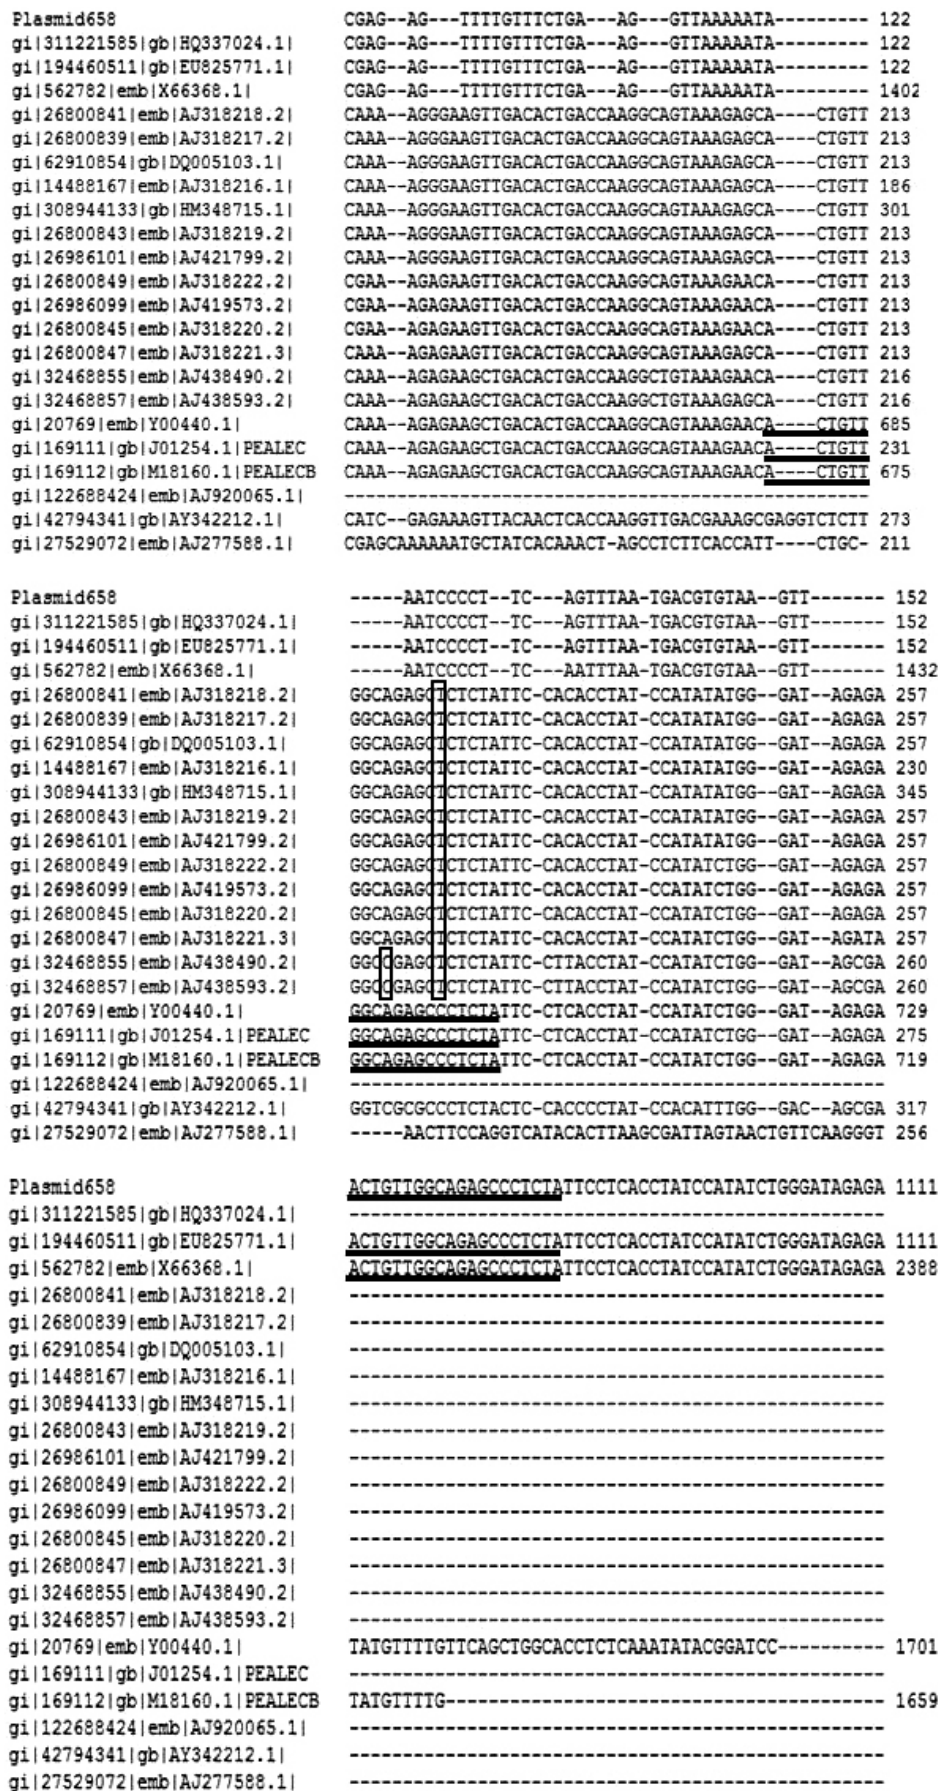 Plasmid658 CGAG--AG---TTTTGTTTCTGA---AG---GTTAAAAATA--------- 122
gi|311221585|gb|HQ337024.1| CGAG--AG---TTTTGTTTCTGA---AG---GTTAAAAATA--------- 122
gi|194460511|gb|EU825771.1| CGAG--AG---TTTTGTTTCTGA---AG---GTTAAAAATA--------- 122
gi|562782|emb|X66368.1| CGAG--AG---TTTTGTTTCTGA---AG---GTTAAAAATA--------- 1402
gi|26800841|emb|AJ318218.2| CAAA--AGGGAAGTTGACACTGACCAAGGCAGTAAAGAGCA----CTGTT 213
gi|26800839|emb|AJ318217.2| CAAA--AGGGAAGTTGACACTGACCAAGGCAGTAAAGAGCA----CTGTT 213
gi|62910854|gb|DQ005103.1| CAAA--AGGGAAGTTGACACTGACCAAGGCAGTAAAGAGCA----CTGTT 213
gi|14488167|emb|AJ318216.1| CAAA--AGGGAAGTTGACACTGACCAAGGCAGTAAAGAGCA----CTGTT 186
gi|308944133|gb|HM348715.1| CAAA--AGGGAAGTTGACACTGACCAAGGCAGTAAAGAGCA----CTGTT 301
gi|26800843|emb|AJ318219.2| CAAA--AGGGAAGTTGACACTGACCAAGGCAGTAAAGAGCA----CTGTT 213
gi|26986101|emb|AJ421799.2| CAAA--AGGGAAGTTGACACTGACCAAGGCAGTAAAGAGCA----CTGTT 213
gi|26800849|emb|AJ318222.2| CGAA--AGAGAAGTTGACACTGACCAAGGCAGTAAAGAACA----CTGTT 213
gi|26986099|emb|AJ419573.2| CGAA--AGAGAAGTTGACACTGACCAAGGCAGTAAAGAACA----CTGTT 213
gi|26800845|emb|AJ318220.2| CGAA--AGAGAAGTTGACACTGACCAAGGCAGTAAAGAACA----CTGTT 213
gi|26800847|emb|AJ318221.3| CAAA--AGAGAAGTTGACACTGACCAAGGCAGTAAAGAGCA----CTGTT 213
gi|32468855|emb|AJ438490.2| CAAA--AGAGAAGCTGACACTGACCAAGGCTGTAAAGAACA----CTGTT 216
gi|32468857|emb|AJ438593.2| CAAA--AGAGAAGCTGACACTGACCAAGGCTGTAAAGAGCA----CTGTT 216
gi|20769|emb|Y00440.1| CAAA--AGAGAAGCTGACACTGACCAAGGCAGTAAAGAACA----CTGTT 685
gi|169111|gb|J01254.1|PEALEC CAAA--AGAGAAGCTGACACTGACCAAGGCAGTAAAGAACA----CTGTT 231
gi|169112|gb|M18160.1|PEALECB CAAA--AGAGAAGCTGACACTGACCAAGGCAGTAAAGAACA----CTGTT 675
gi|122688424|emb|AJ920065.1| --------------------------------------------------
gi|42794341|gb|AY342212.1| CATC--GAGAAAGTTACAACTCACCAAGGTTGACGAAAGCGAGGTCTCTT 273
gi|27529072|emb|AJ277588.1| CGAGCAAAAAATGCTATCACAAACT-AGCCTCTTCACCATT----CTGC- 211
Plasmid658 -----AATCCCCT--TC---AGTTTAA-TGACGTGTAA--GTT------- 152
gi|311221585|gb|HQ337024.1| -----AATCCCCT--TC---AGTTTAA-TGACGTGTAA--GTT------- 152
gi|194460511|gb|EU825771.1| -----AATCCCCT--TC---AGTTTAA-TGACGTGTAA--GTT------- 152
gi|562782|emb|X66368.1| -----AATCCCCT--TC---AATTTAA-TGACGTGTAA--GTT------- 1432
gi|26800841|emb|AJ318218.2| GGCAGAGCTCTCTATTC-CACACCTAT-CCATATATGG--GAT--AGAGA 257
gi|26800839|emb|AJ318217.2| GGCAGAGCTCTCTATTC-CACACCTAT-CCATATATGG--GAT--AGAGA 257
gi|62910854|gb|DQ005103.1| GGCAGAGCTCTCTATTC-CACACCTAT-CCATATATGG--GAT--AGAGA 257
gi|14488167|emb|AJ318216.1| GGCAGAGCTCTCTATTC-CACACCTAT-CCATATATGG--GAT--AGAGA 230
gi|308944133|gb|HM348715.1| GGCAGAGCTCTCTATTC-CACACCTAT-CCATATATGG--GAT--AGAGA 345
gi|26800843|emb|AJ318219.2| GGCAGAGCTCTCTATTC-CACACCTAT-CCATATATGG--GAT--AGAGA 257
gi|26986101|emb|AJ421799.2| GGCAGAGCTCTCTATTC-CACACCTAT-CCATATATGG--GAT--AGAGA 257
gi|26800849|emb|AJ318222.2| GGCAGAGCTCTCTATTC-CACACCTAT-CCATATCTGG--GAT--AGAGA 257
gi|26986099|emb|AJ419573.2| GGCAGAGCTCTCTATTC-CACACCTAT-CCATATCTGG--GAT--AGAGA 257
gi|26800845|emb|AJ318220.2| GGCAGAGCTCTCTATTC-CACACCTAT-CCATATCTGG--GAT--AGAGA 257
gi|26800847|emb|AJ318221.3| GGCAGAGCTCTCTATTC-CACACCTAT-CCATATCTGG--GAT--AGATA 257
gi|32468855|emb|AJ438490.2| GGCCGAGCTCTCTATTC-CTTACCTAT-CCATATCTGG--GAT--AGCGA 260
gi|32468857|emb|AJ438593.2| GGCCGAGCTCTCTATTC-CTTACCTAT-CCATATCTGG--GAT--AGCGA 260
gi|20769|emb|Y00440.1| GGCAGAGCCCTCTATTC-CTCACCTAT-CCATATCTGG--GAT--AGAGA 729
gi|169111|gb|J01254.1|PEALEC GGCAGAGCCCTCTATTC-CTCACCTAT-CCATATCTGG--GAT--AGAGA 275
gi|169112|gb|M18160.1|PEALECB GGCAGAGCCCTCTATTC-CTCACCTAT-CCATATCTGG--GAT--AGAGA 719
gi|122688424|emb|AJ920065.1| --------------------------------------------------
gi|42794341|gb|AY342212.1| GGTCGCGCCCTCTACTC-CACCCCTAT-CCACATTTGG--GAC--AGCGA 317
gi|27529072|emb|AJ277588.1| -----AACTTCCAGGTCATACACTTAAGCGATTAGTAACTGTTCAAGGGT 256
Plasmid658 ACTGTTGGCAGAGCCCTCTATTCCTCACCTATCCATATCTGGGATAGAGA 1111
gi|311221585|gb|HQ337024.1| --------------------------------------------------
gi|194460511|gb|EU825771.1| ACTGTTGGCAGAGCCCTCTATTCCTCACCTATCCATATCTGGGATAGAGA 1111
gi|562782|emb|X66368.1| ACTGTTGGCAGAGCCCTCTATTCCTCACCTATCCATATCTGGGATAGAGA 2388
gi|26800841|emb|AJ318218.2| --------------------------------------------------
gi|26800839|emb|AJ318217.2| --------------------------------------------------
gi|62910854|gb|DQ005103.1| --------------------------------------------------
gi|14488167|emb|AJ318216.1| --------------------------------------------------
gi|308944133|gb|HM348715.1| --------------------------------------------------
gi|26800843|emb|AJ318219.2| --------------------------------------------------
gi|26986101|emb|AJ421799.2| --------------------------------------------------
gi|26800849|emb|AJ318222.2| --------------------------------------------------
gi|26986099|emb|AJ419573.2| --------------------------------------------------
gi|26800845|emb|AJ318220.2| --------------------------------------------------
gi|26800847|emb|AJ318221.3| --------------------------------------------------
gi|32468855|emb|AJ438490.2| --------------------------------------------------
gi|32468857|emb|AJ438593.2| --------------------------------------------------
gi|20769|emb|Y00440.1| TATGTTTTGTTCAGCTGGCACCTCTCAAATATACGGATCC---------- 1701
gi|169111|gb|J01254.1|PEALEC --------------------------------------------------
gi|169112|gb|M18160.1|PEALECB TATGTTTTG----------------------------------------- 1659
gi|122688424|emb|AJ920065.1| --------------------------------------------------
gi|42794341|gb|AY342212.1| --------------------------------------------------
gi|27529072|emb|AJ277588.1| --------------------------------------------------